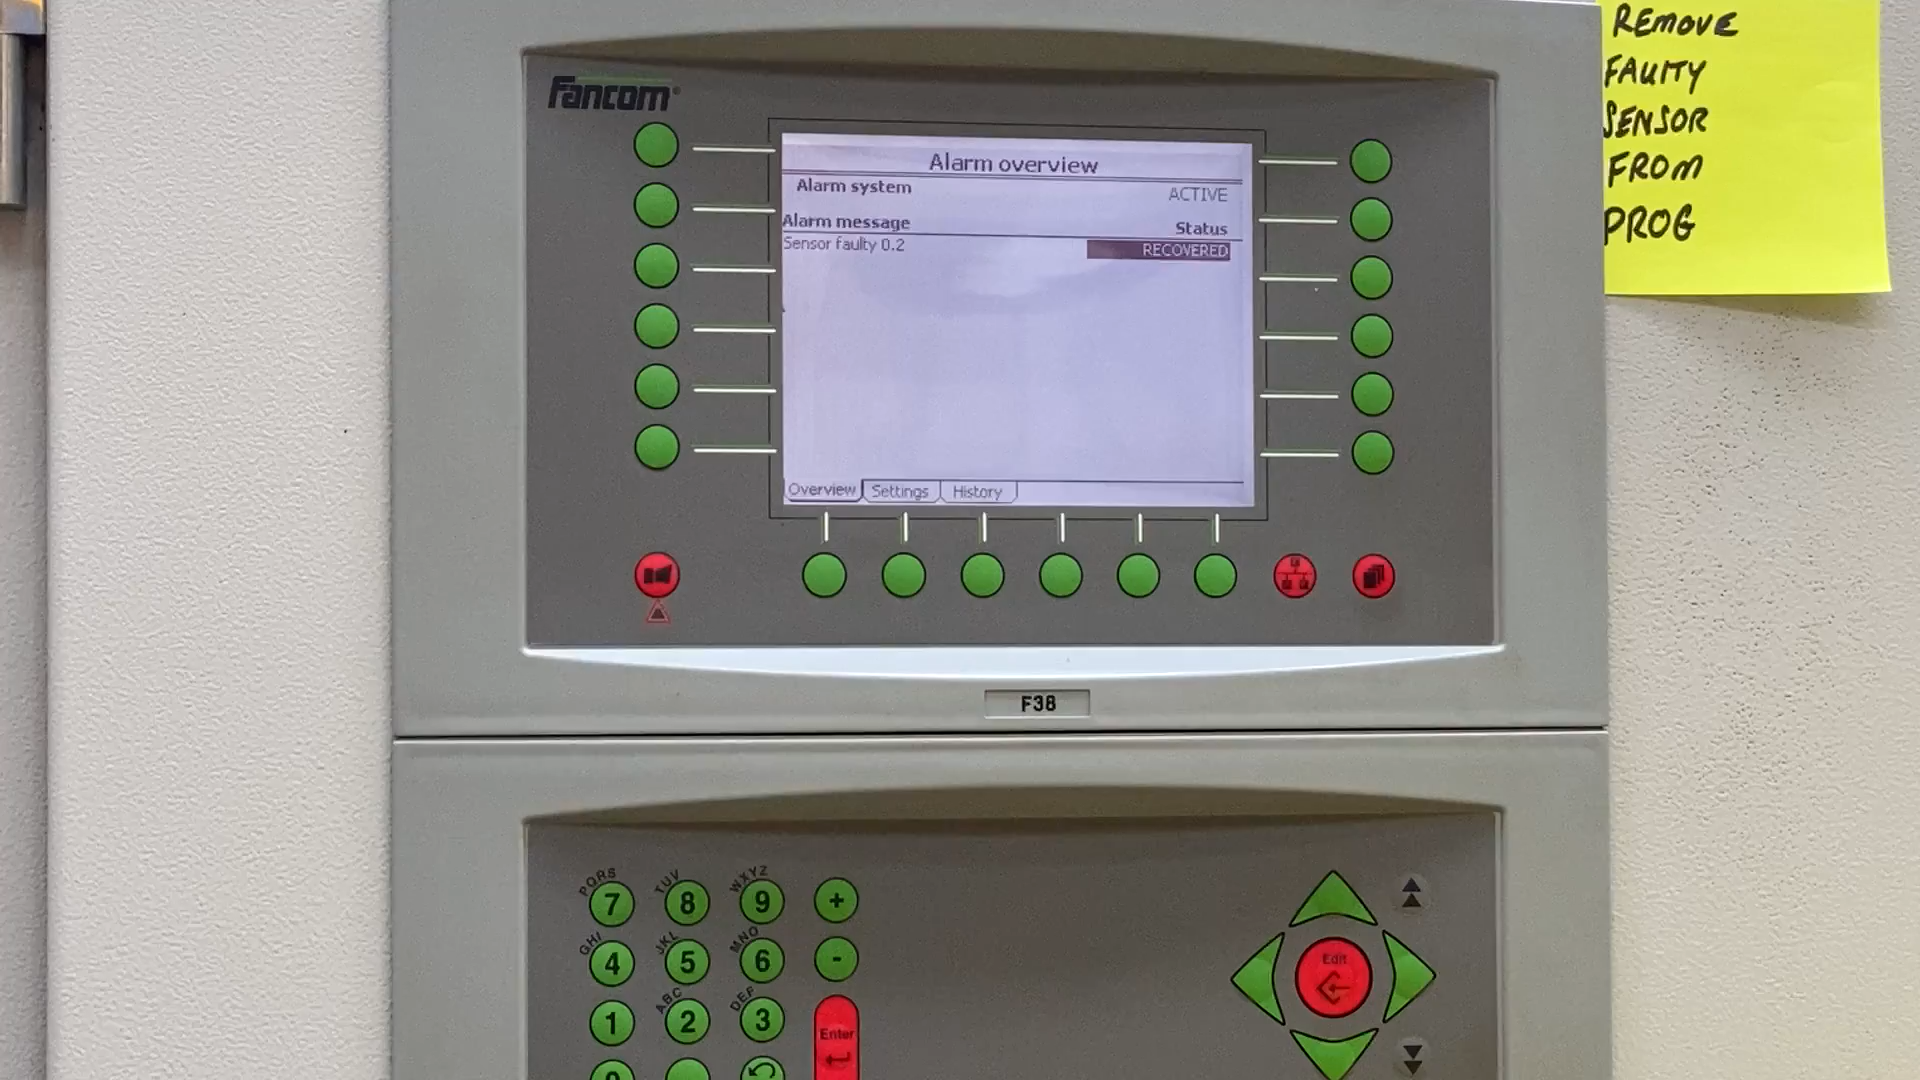 REMOVE
FAULTY
SENSOR
FROM
PROG
Fancom
Alarm overview
Alarm system ACTIVE
Alarm message Status
Sensor faulty 0.2 RECOVERED
Overview Settings History
F38
PQRS TUV WXYZ
7 8 9 +
GHI JKL MNO
4 5 6 -
ABC DEF
1 2 3 Enter
Edit